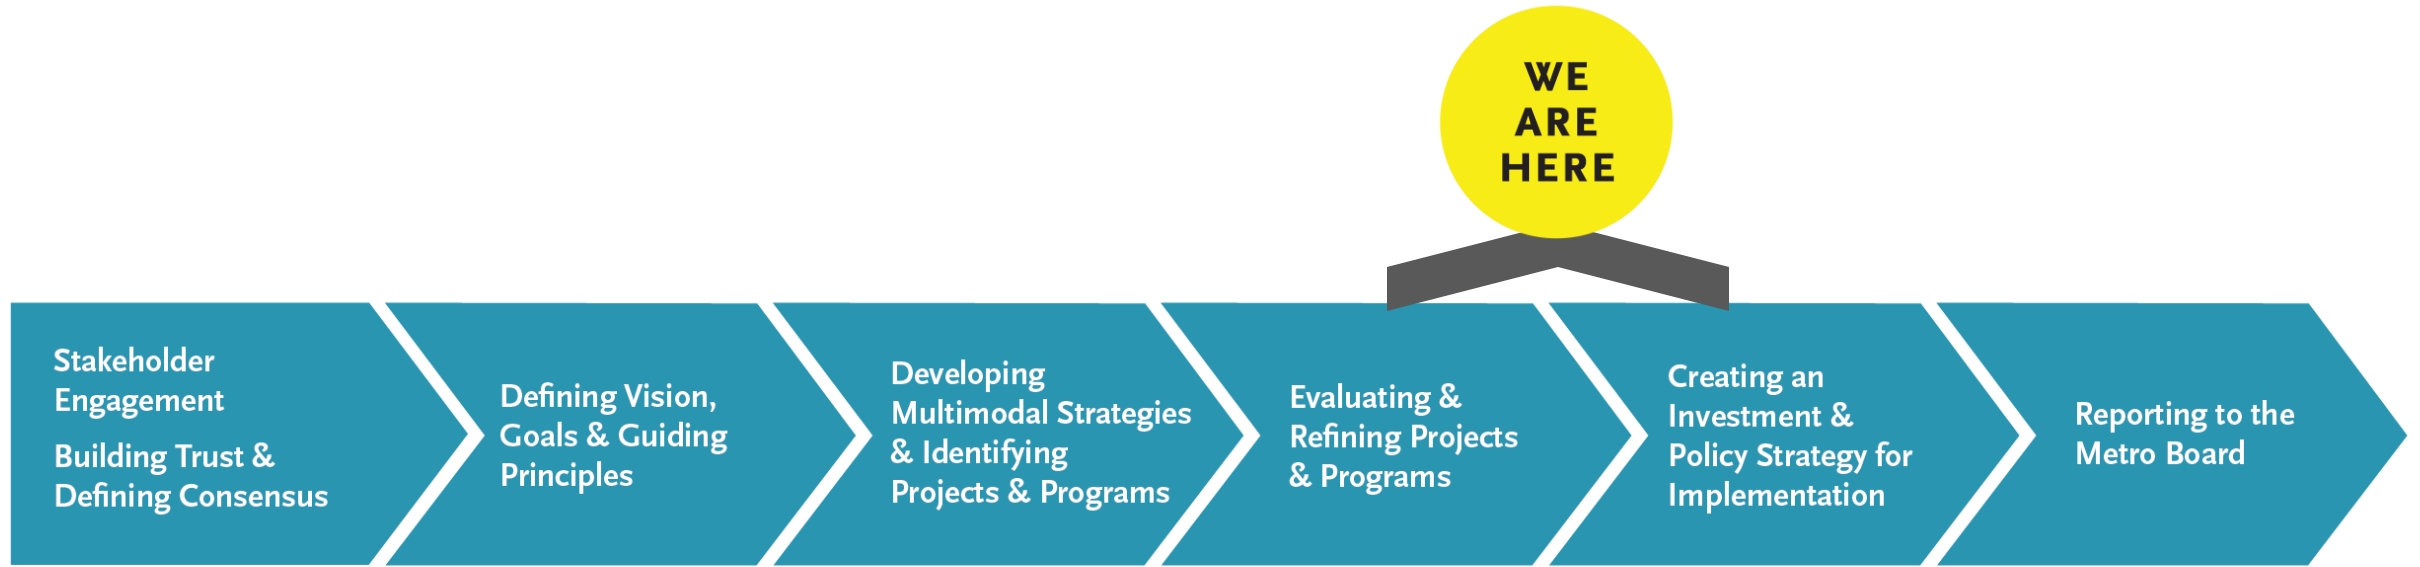 WE
ARE
HERE
Stakeholder
Engagement
Building Trust &
Defining Consensus
Defining Vision,
Goals & Guiding
Principles
Developing
Multimodal Strategies
& Identifying
Projects & Programs
Evaluating &
Refining Projects
& Programs
Creating an
Investment &
Policy Strategy for
Implementation
Reporting to the
Metro Board